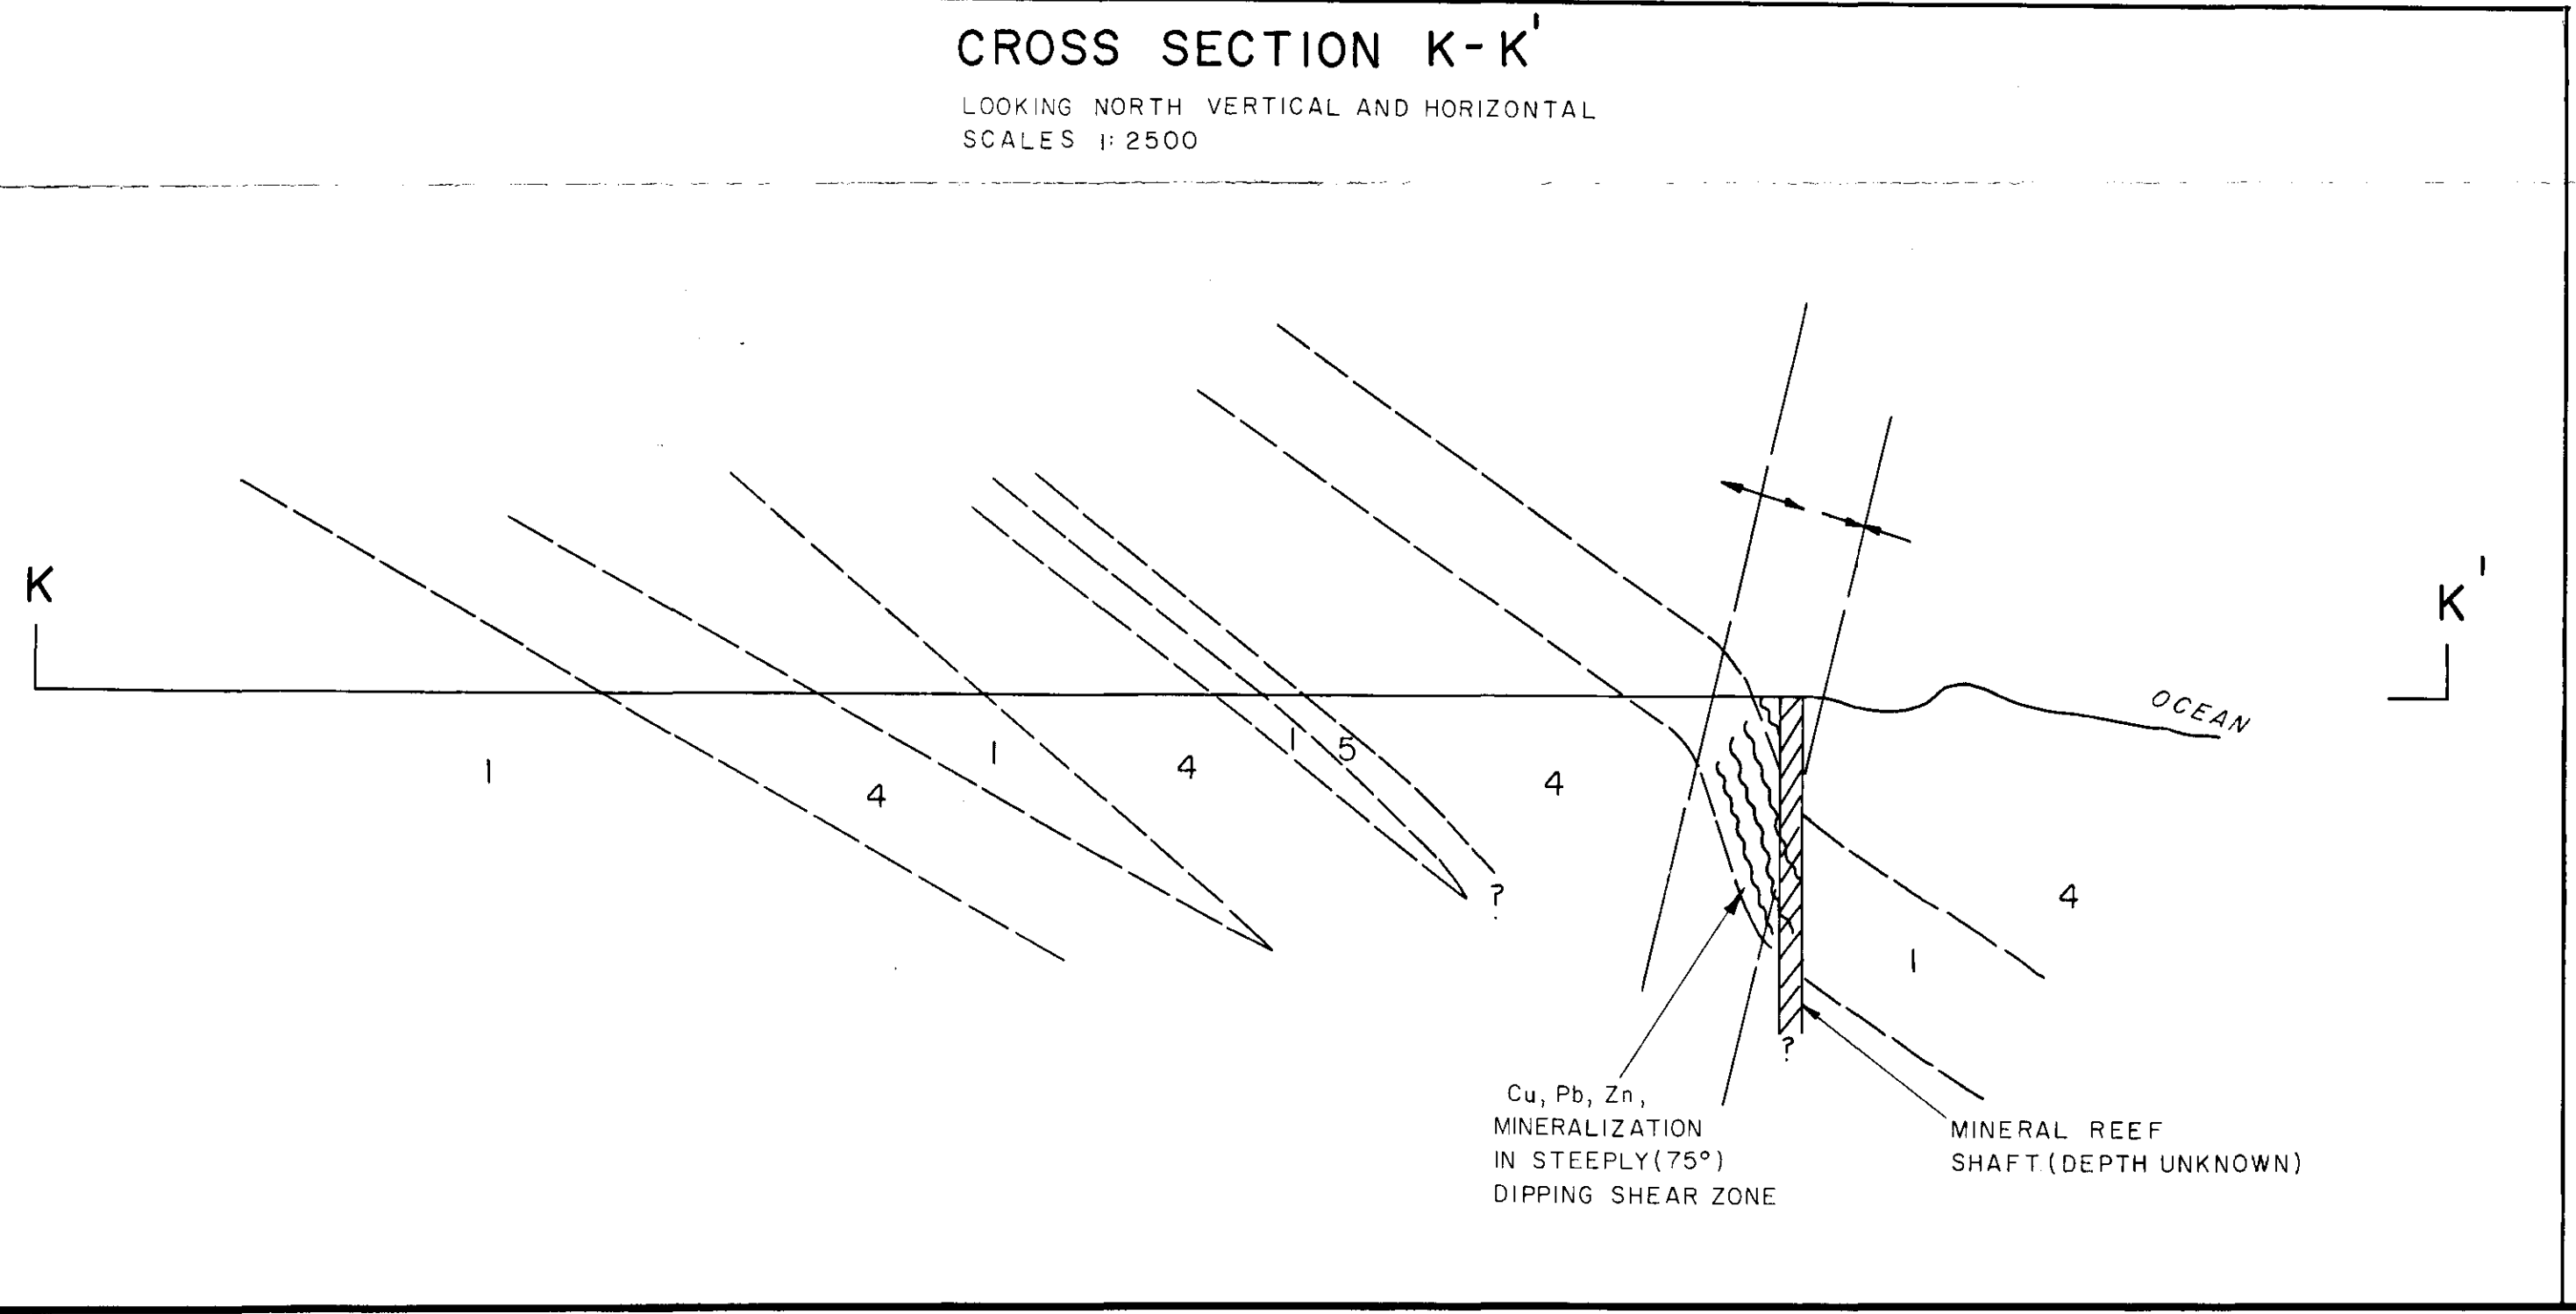 CROSS SECTION K-K'
LOOKING NORTH VERTICAL AND HORIZONTAL
SCALES 1:2500
K
K'
OCEAN
1
4
1
4
1
5
4
?
4
1
?
Cu, Pb, Zn,
MINERALIZATION
IN STEEPLY(75°)
DIPPING SHEAR ZONE
MINERAL REEF
SHAFT.(DEPTH UNKNOWN)